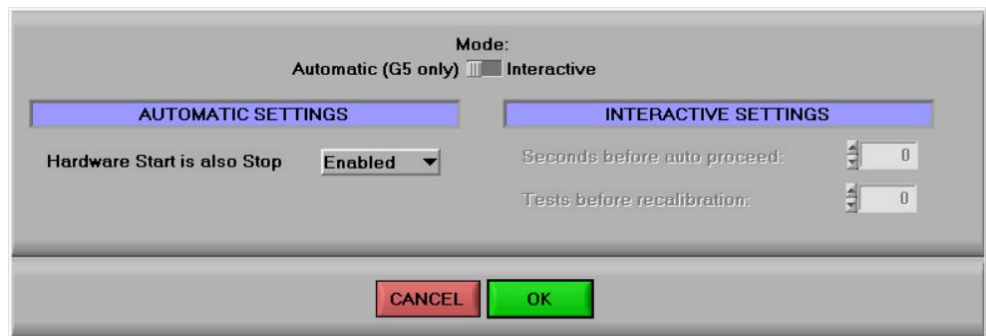 Mode:
Automatic (G5 only) Interactive
AUTOMATIC SETTINGS
Hardware Start is also Stop Enabled
INTERACTIVE SETTINGS
Seconds before auto proceed: 0
Tests before recalibration: 0
CANCEL OK